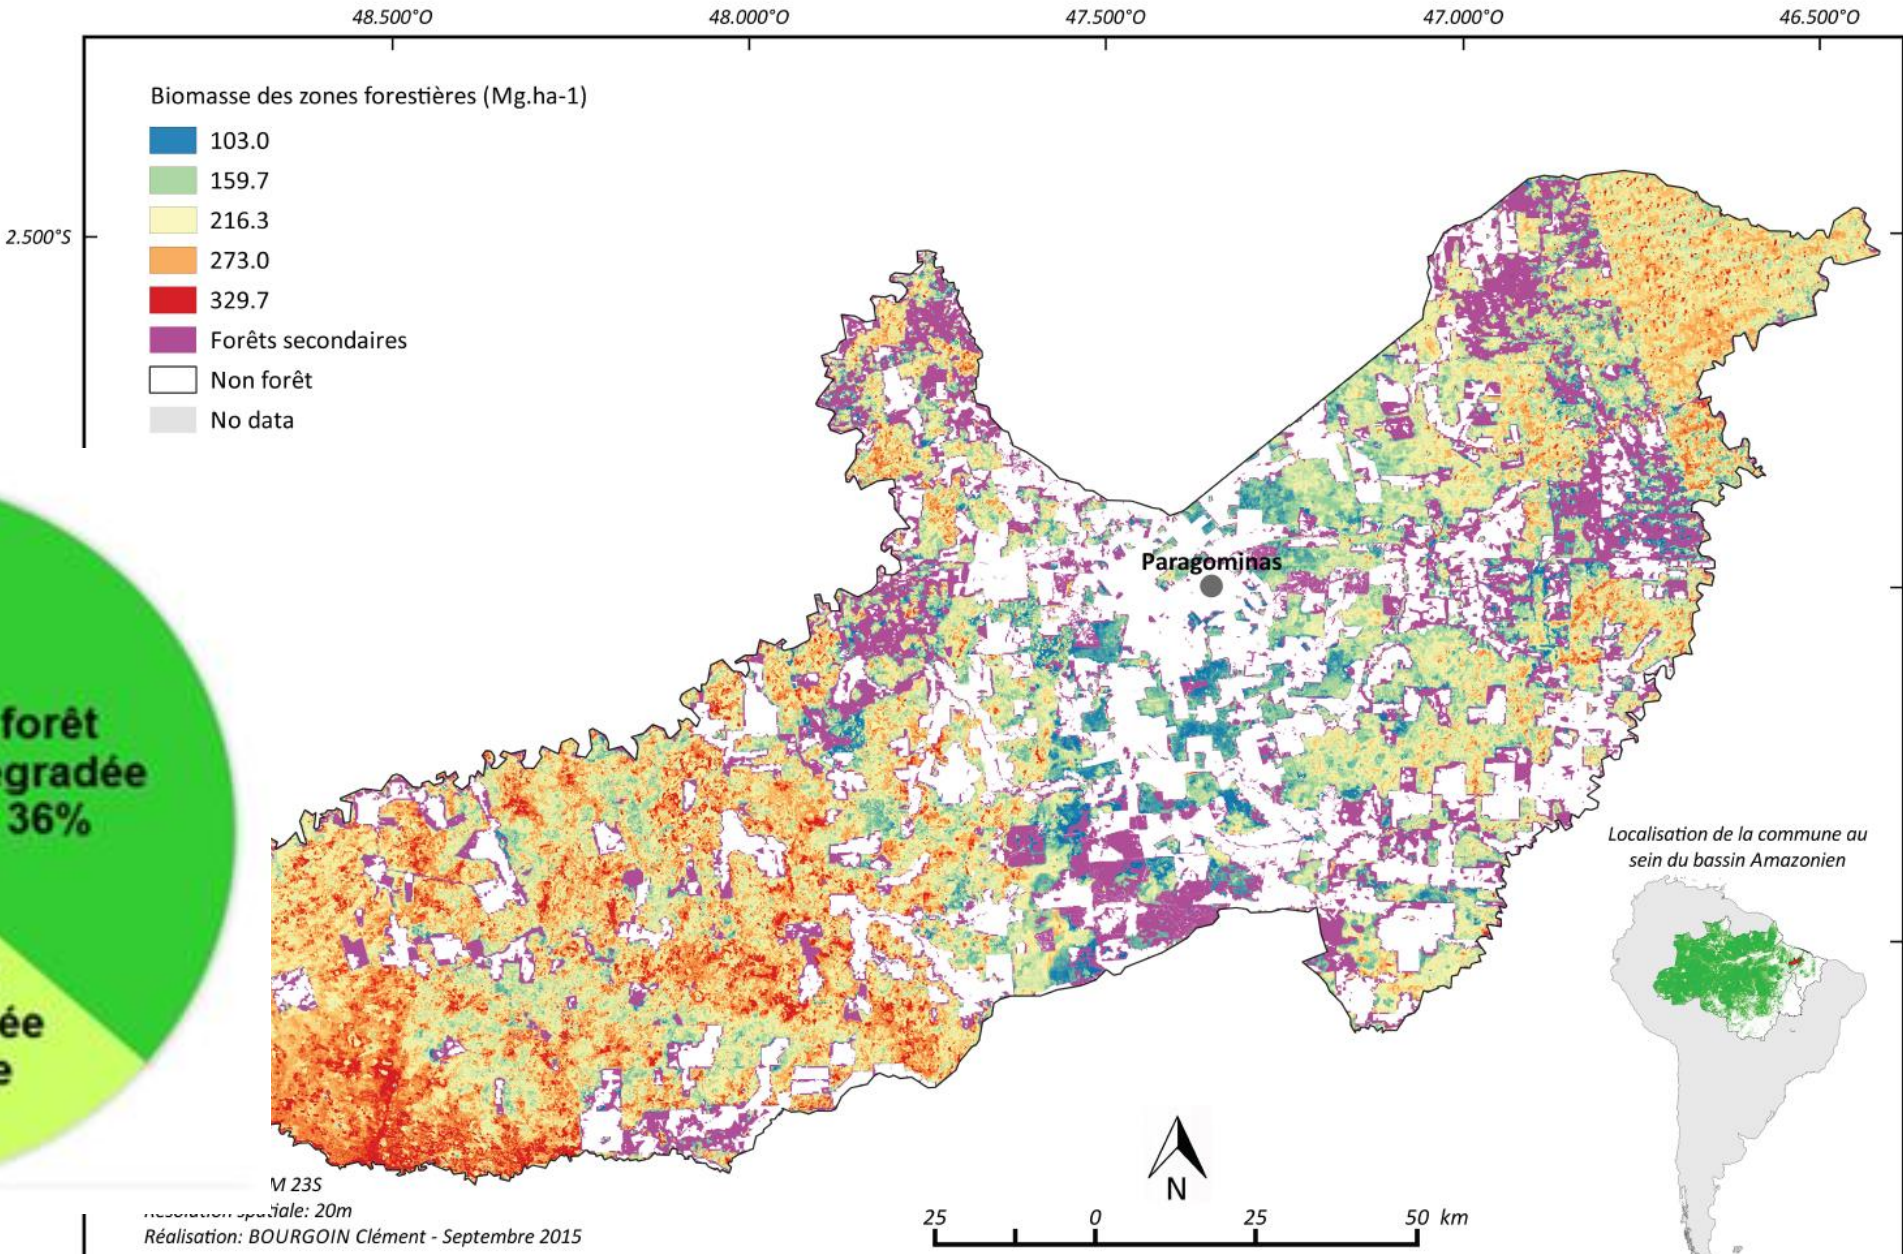 48.500°O
48.000°O
47.500°O
47.000°O
46.500°O
Biomasse des zones forestières (Mg.ha-1)
103.0
159.7
216.3
273.0
329.7
Forêts secondaires
Non forêt
No data
2.500°S
Paragominas
forêt
égradée
36%
ée
e
Localisation de la commune au
sein du bassin Amazonien
M 23S
Résolution spatiale: 20m
Réalisation: BOURGOIN Clément - Septembre 2015
N
25 0 25 50 km